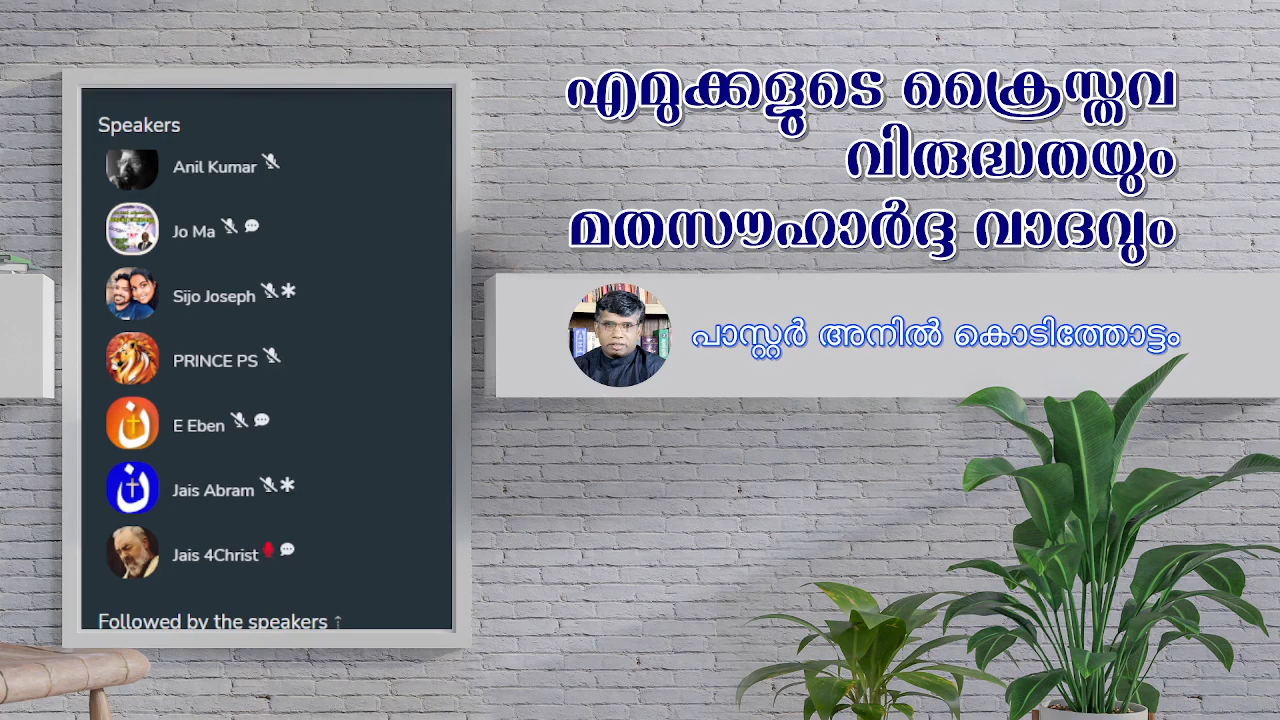 Speakers
Anil Kumar
Jo Ma
Sijo Joseph
PRINCE PS
E Eben
Jais Abram
Jais 4Christ
Followed by the speakers ↑
എമുക്കളുടെ ക്രൈസ്തവ
വിരുദ്ധതയും
മതസൗഹാർദ്ദ വാദവും
പാസ്റ്റർ അനിൽ കൊടിത്തോട്ടം
ن
ن